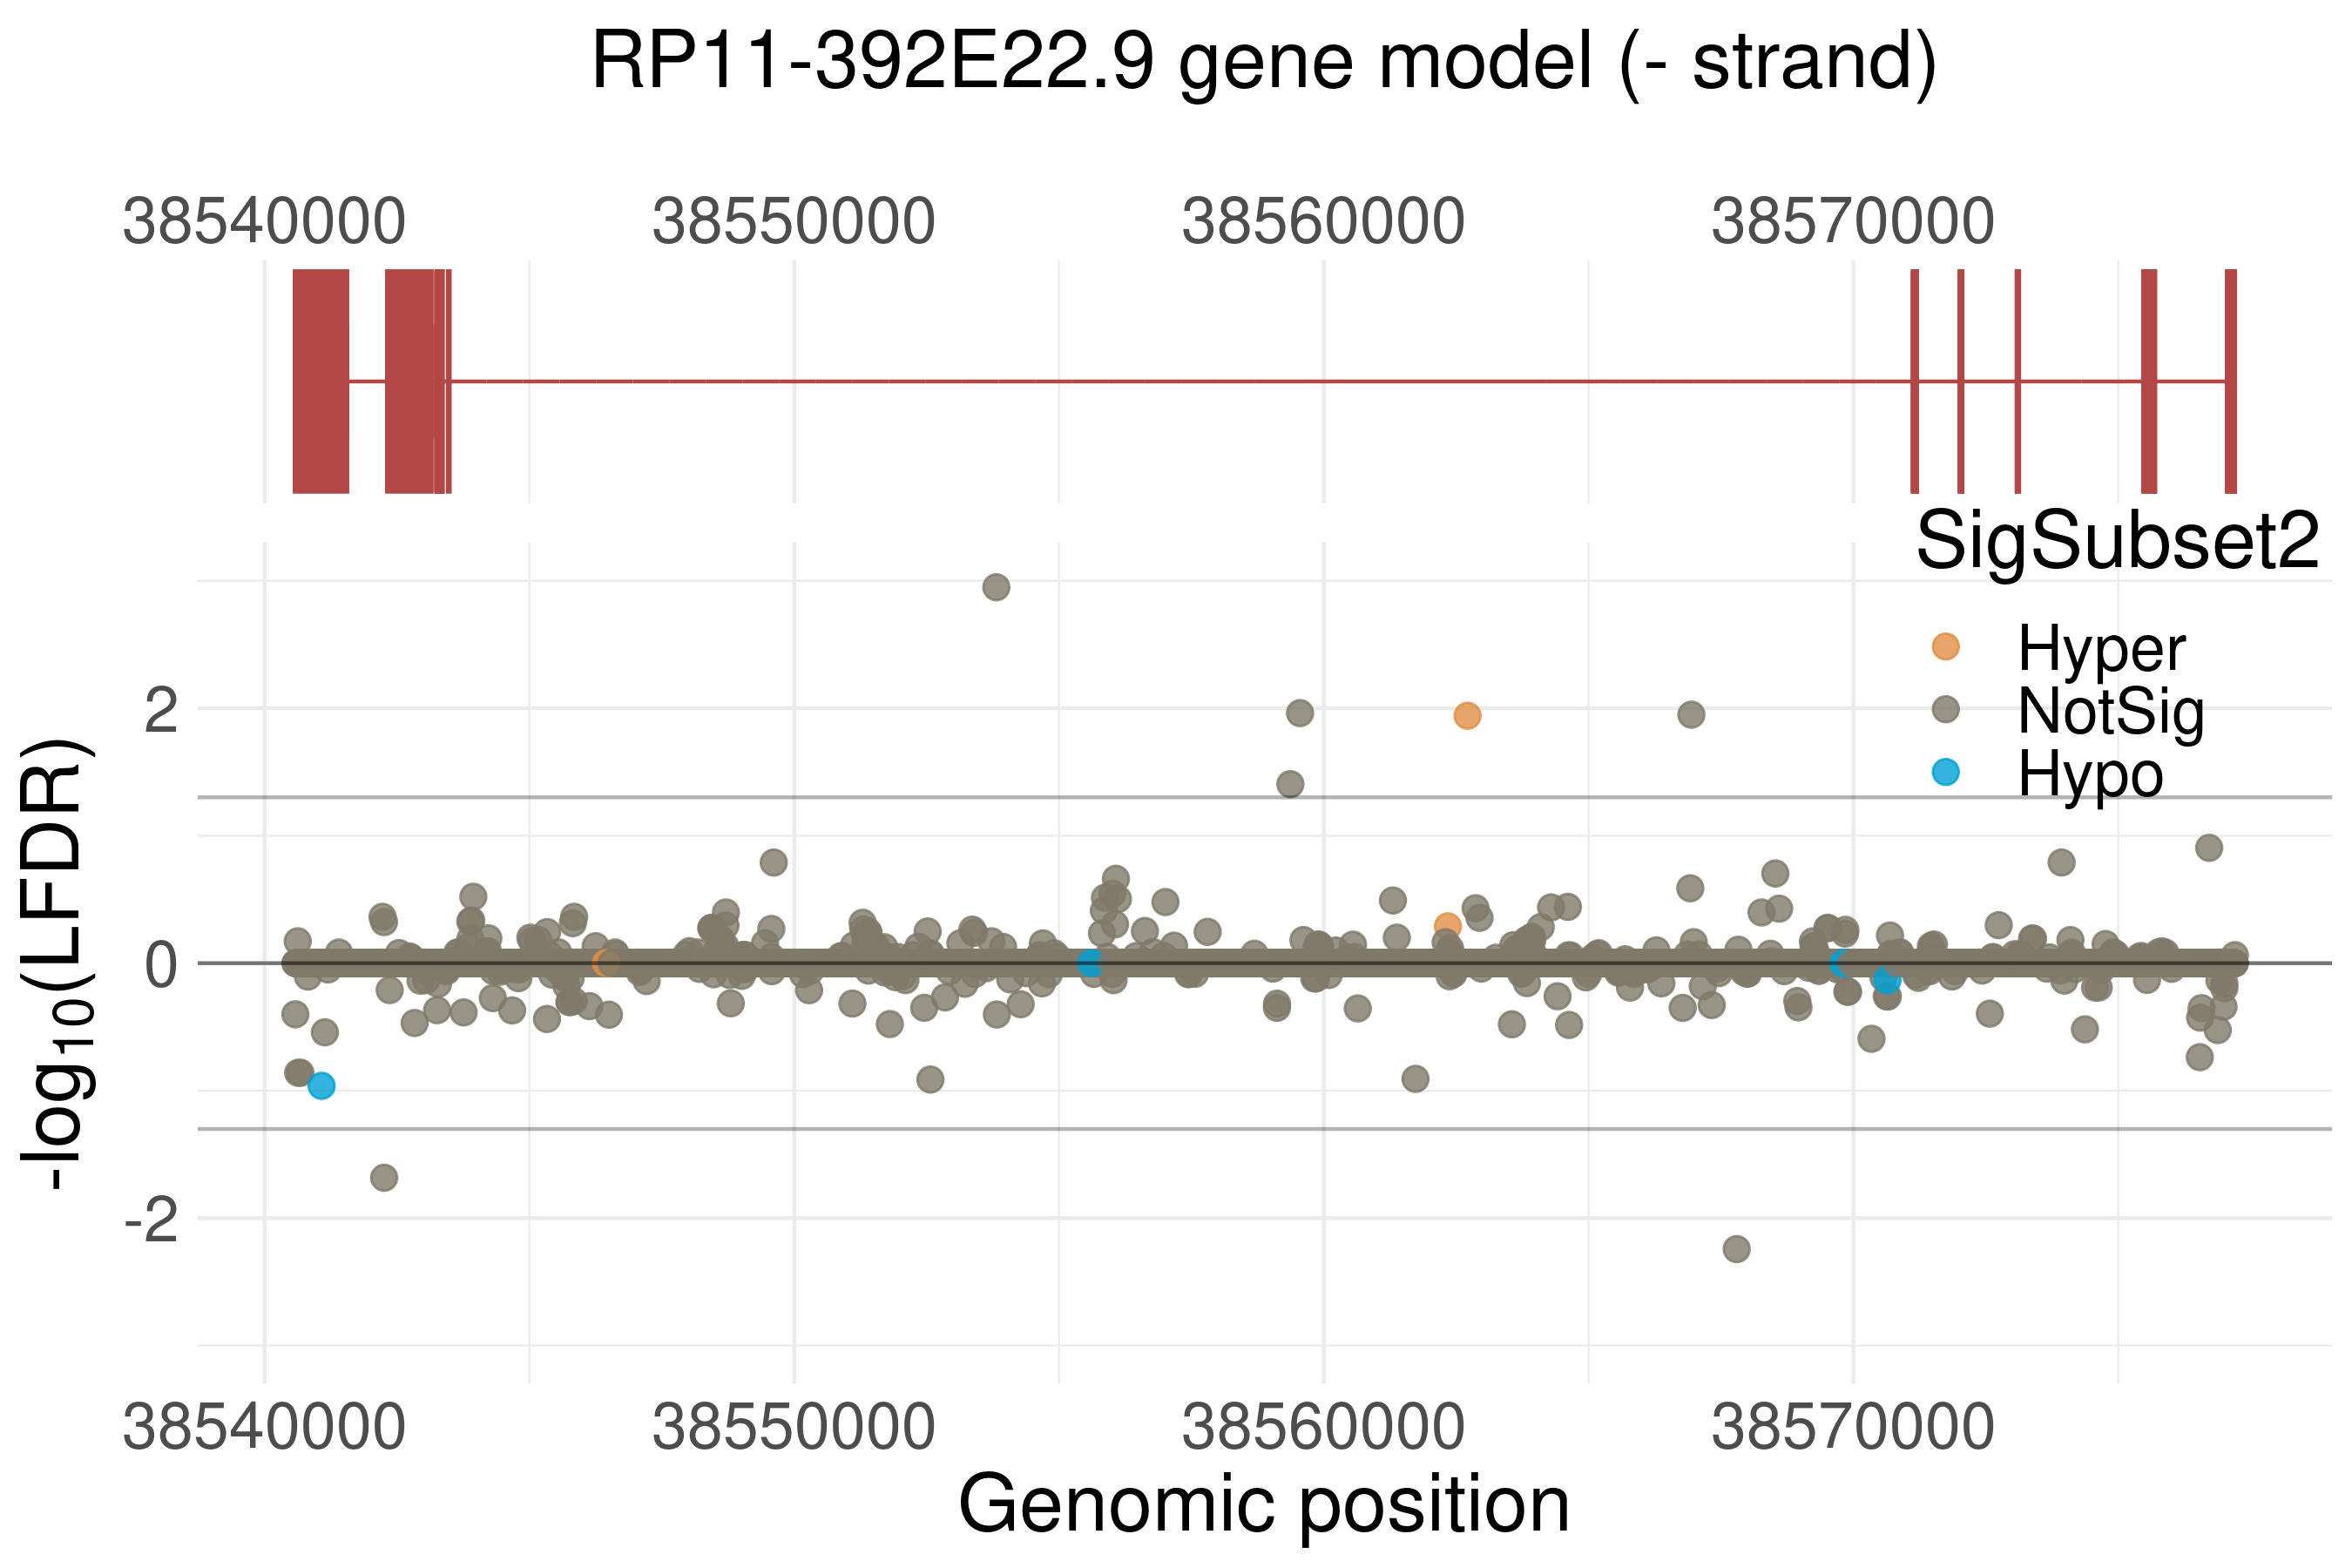 RP11-392E22.9 gene model (- strand)
38540000 38550000 38560000 38570000
SigSubset2
Hyper
NotSig
Hypo
-log10(LFDR)
2
0
-2
38540000 38550000 38560000 38570000
Genomic position